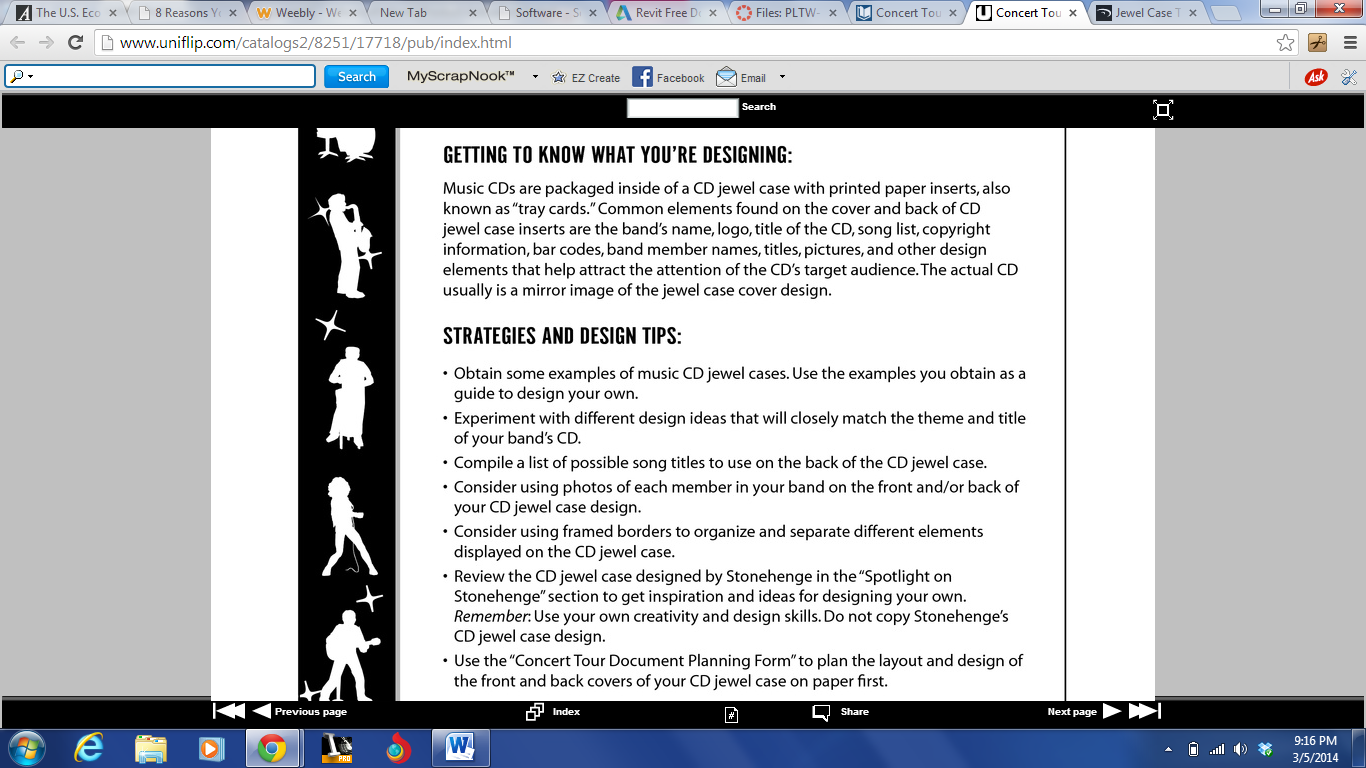 The U.S. Eco
8 Reasons Y
Weebly - We
New Tab
Software - S
Revit Free D
Files: PLTW-
Concert Tou
Concert Tou
Jewel Case T
www.uniflip.com/catalogs2/8251/17718/pub/index.html
Search
MyScrapNook™
EZ Create
Facebook
Email
Ask
Search
GETTING TO KNOW WHAT YOU'RE DESIGNING:
Music CDs are packaged inside of a CD jewel case with printed paper inserts, also
known as “tray cards.” Common elements found on the cover and back of CD
jewel case inserts are the band's name, logo, title of the CD, song list, copyright
information, bar codes, band member names, titles, pictures, and other design
elements that help attract the attention of the CD's target audience. The actual CD
usually is a mirror image of the jewel case cover design.
STRATEGIES AND DESIGN TIPS:
• Obtain some examples of music CD jewel cases. Use the examples you obtain as a
guide to design your own.
• Experiment with different design ideas that will closely match the theme and title
of your band's CD.
• Compile a list of possible song titles to use on the back of the CD jewel case.
• Consider using photos of each member in your band on the front and/or back of
your CD jewel case design.
• Consider using framed borders to organize and separate different elements
displayed on the CD jewel case.
• Review the CD jewel case designed by Stonehenge in the “Spotlight on
Stonehenge” section to get inspiration and ideas for designing your own.
Remember: Use your own creativity and design skills. Do not copy Stonehenge's
CD jewel case design.
• Use the “Concert Tour Document Planning Form” to plan the layout and design of
the front and back covers of your CD jewel case on paper first.
Previous page
Index
#
Share
Next page
PRO
9:16 PM
3/5/2014